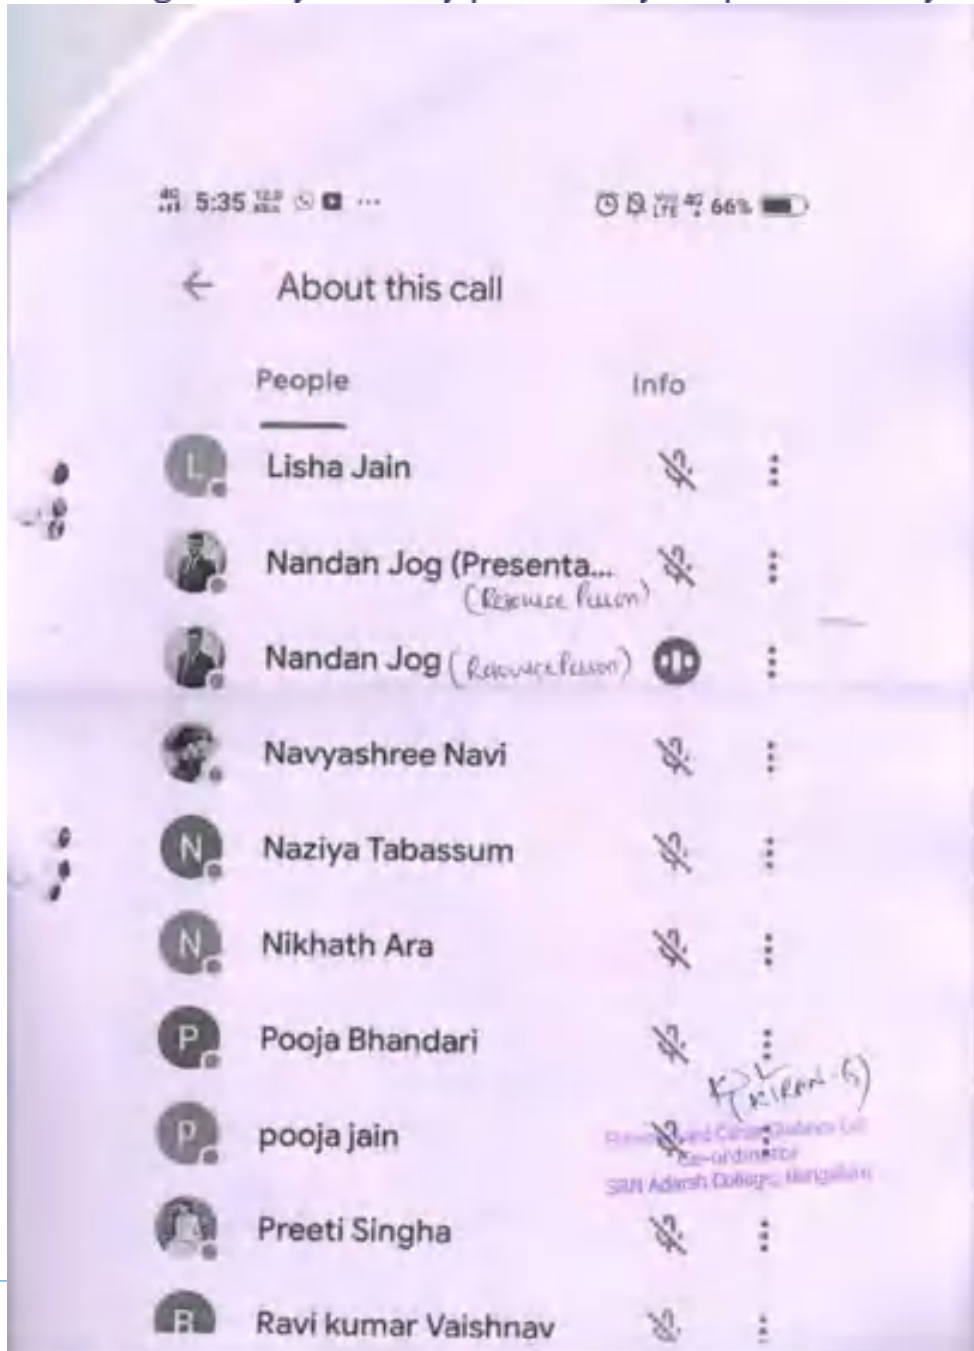 5:35 66%
About this call
People Info
L Lisha Jain
Nandan Jog (Presenta...
(Resource Person)
Nandan Jog (Resource Person)
Navyashree Navi
N Naziya Tabassum
N Nikhath Ara
P Pooja Bhandari
(KIRAN.G)
P pooja jain
Co-ordinator
SRN Adarsh College, Bengaluru
Preeti Singha
R Ravi kumar Vaishnav